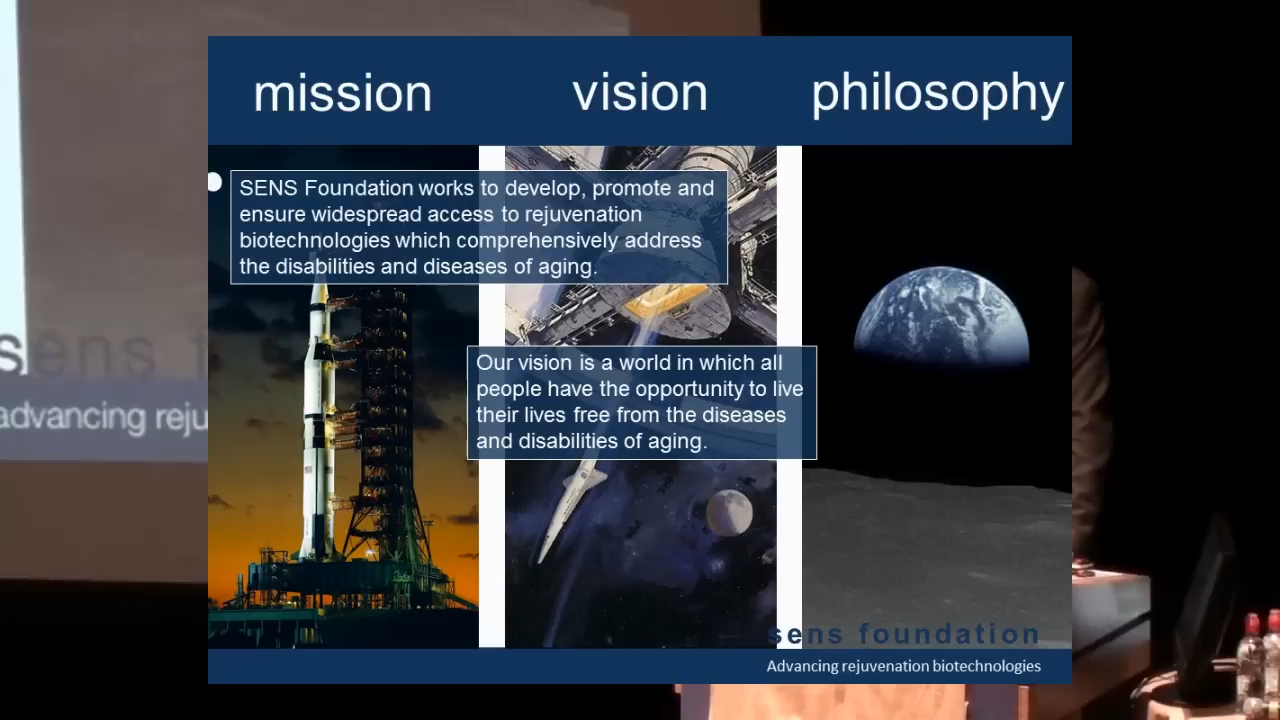 mission
vision
philosophy
SENS Foundation works to develop, promote and
ensure widespread access to rejuvenation
biotechnologies which comprehensively address
the disabilities and diseases of aging.
Our vision is a world in which all
people have the opportunity to live
their lives free from the diseases
and disabilities of aging.
sens foundation
Advancing rejuvenation biotechnologies
sens f
advancing reju